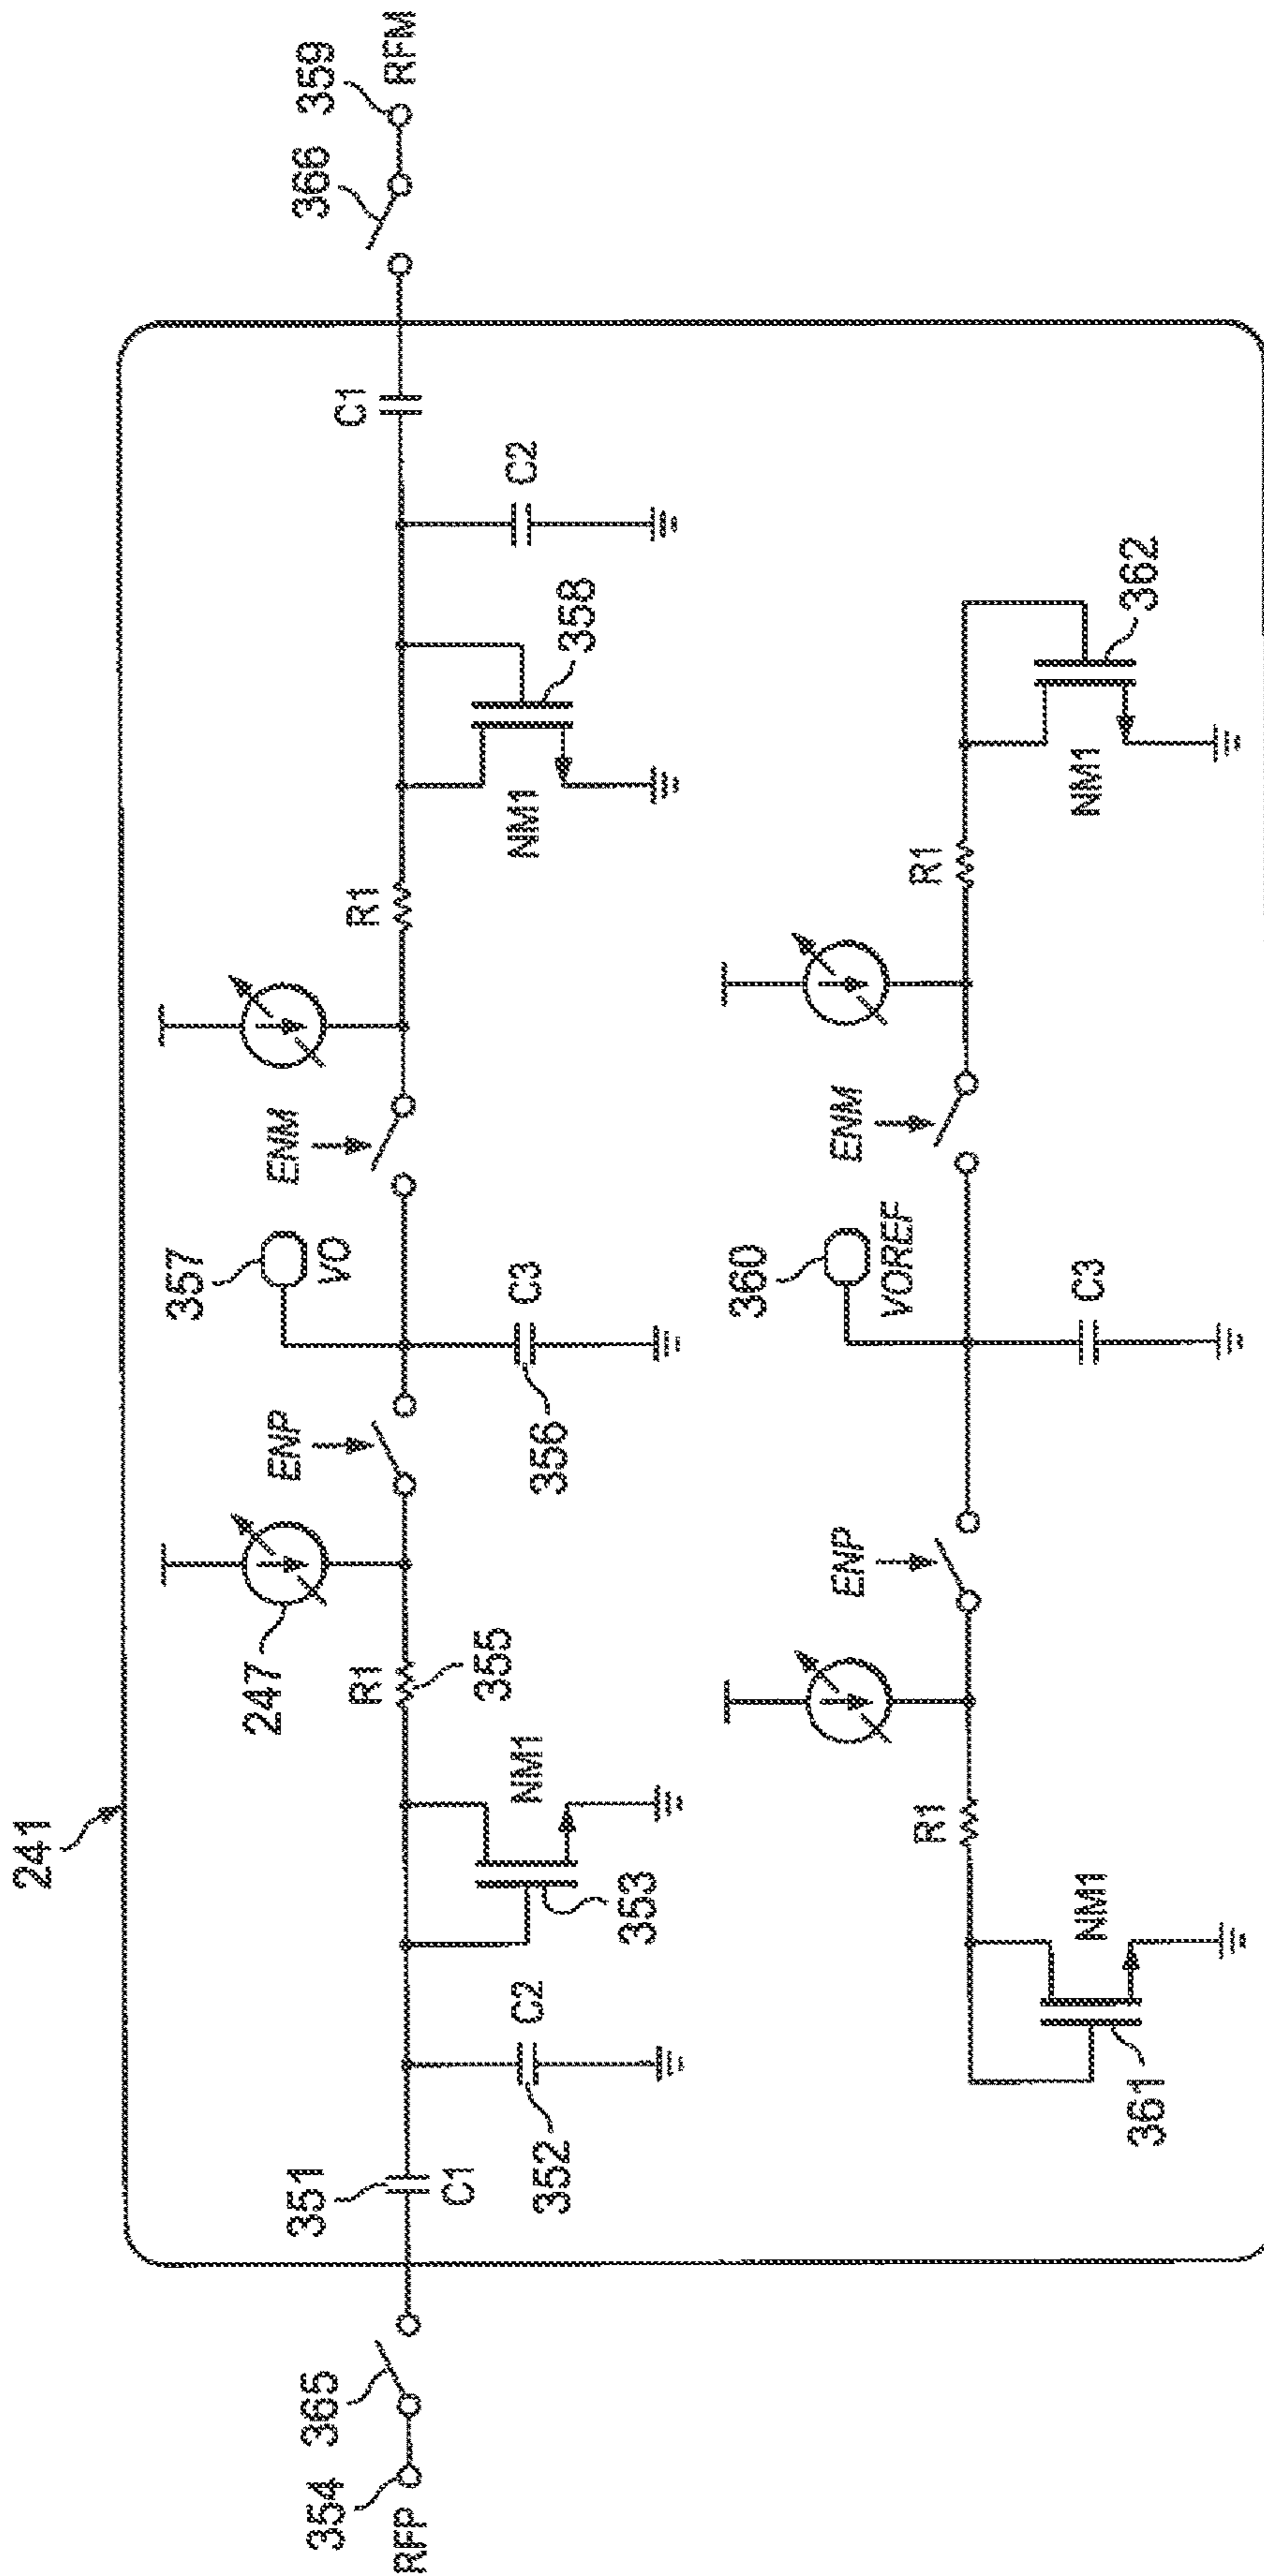 241
354
RFP
365
351
C1
352
C2
353
NM1
R1
355
247
ENP
356
C3
357
VO
ENM
R1
NM1
358
C2
C1
366
359
RFM
361
NM1
R1
ENP
360
VOREF
C3
ENM
R1
NM1
362